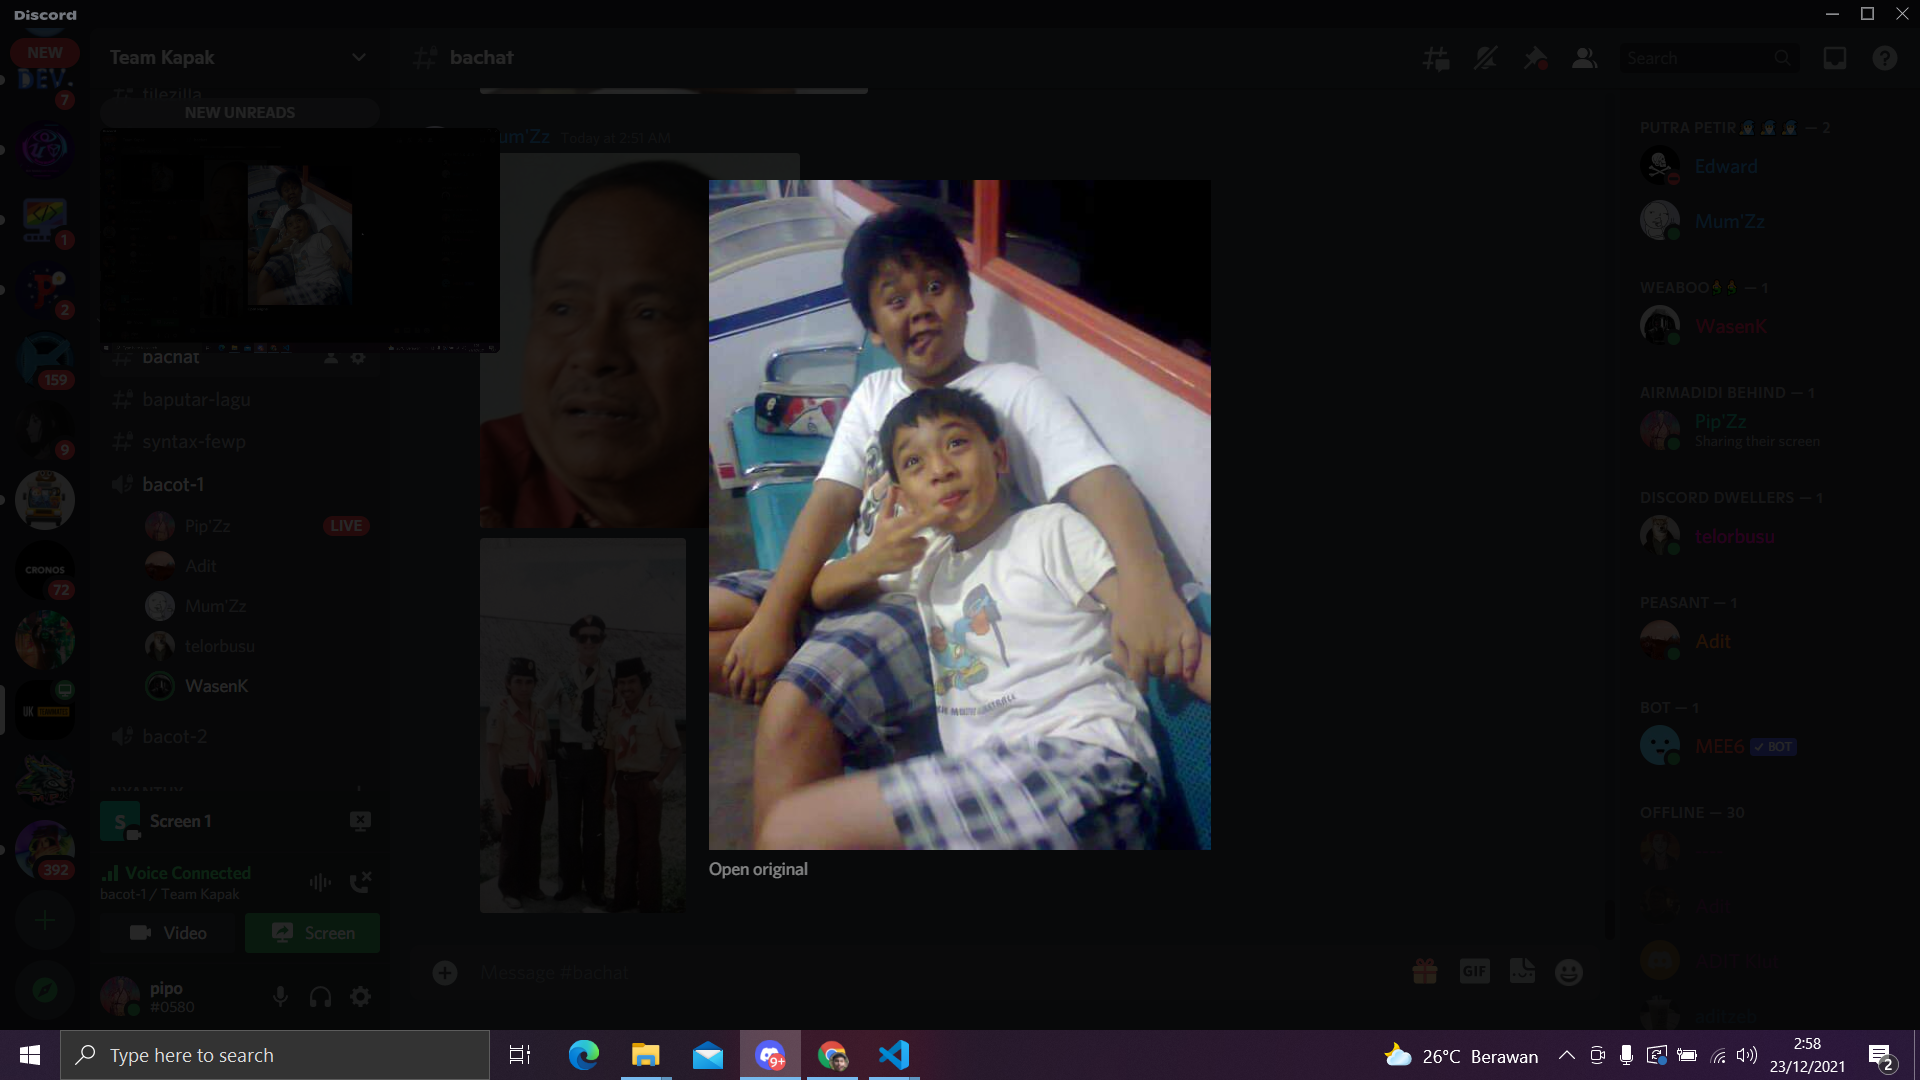 Discord
NEW
DEV.
7
1
2
159
9
CRONOS
72
UK
392
Team Kapak
filezilla
NEW UNREADS
bachat
baputar-lagu
syntax-fewp
bacot-1
Pip'Zz
LIVE
Adit
Mum'Zz
telorbusu
WasenK
bacot-2
S
Screen 1
Voice Connected
bacot-1 / Team Kapak
Video
Screen
pipo
#0580
bachat
Search
Mum'Zz Today at 2:51 AM
Open original
Message #bachat
GIF
PUTRA PETIR — 2
Edward
Mum'Zz
WEABOO — 1
WasenK
AIRMADIDI BEHIND — 1
Pip'Zz
Sharing their screen
DISCORD DWELLERS — 1
telorbusu
PEASANT — 1
Adit
BOT — 1
MEE6 BOT
OFFLINE — 30
Type here to search
9+
26°C Berawan
2:58
23/12/2021
2